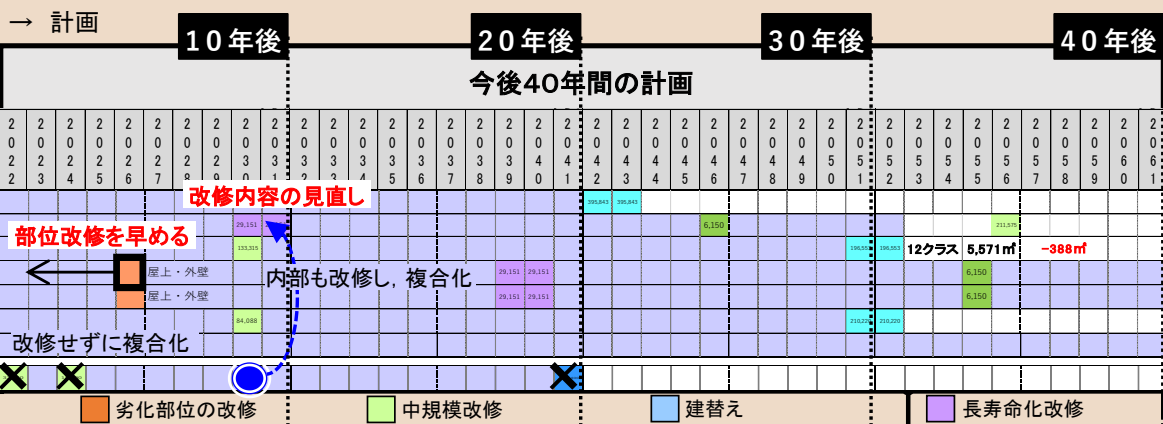 → 計画
10年後 20年後 30年後 40年後
今後40年間の計画
2022 2023 2024 2025 2026 2027 2028 2029 2030 2032 2033 2034 2035 2036 2037 2038 2039 2040 2041 2042 2043 2044 2045 2046 2047 2048 2049 2050 2051 2052 2053 2054 2055 2056 2057 2058 2059 2060 2061
改修内容の見直し 395,843 395,843
29,151 6,150 211,575
部位改修を早める 133,315 196,553 196,553 12クラス 5,571㎡ -388㎡
屋上・外壁 内部も改修し，複合化 29,151 29,151 6,150
屋上・外壁 29,151 29,151 6,150
84,088 210,220 210,220
改修せずに複合化
劣化部位の改修 中規模改修 建替え 長寿命化改修